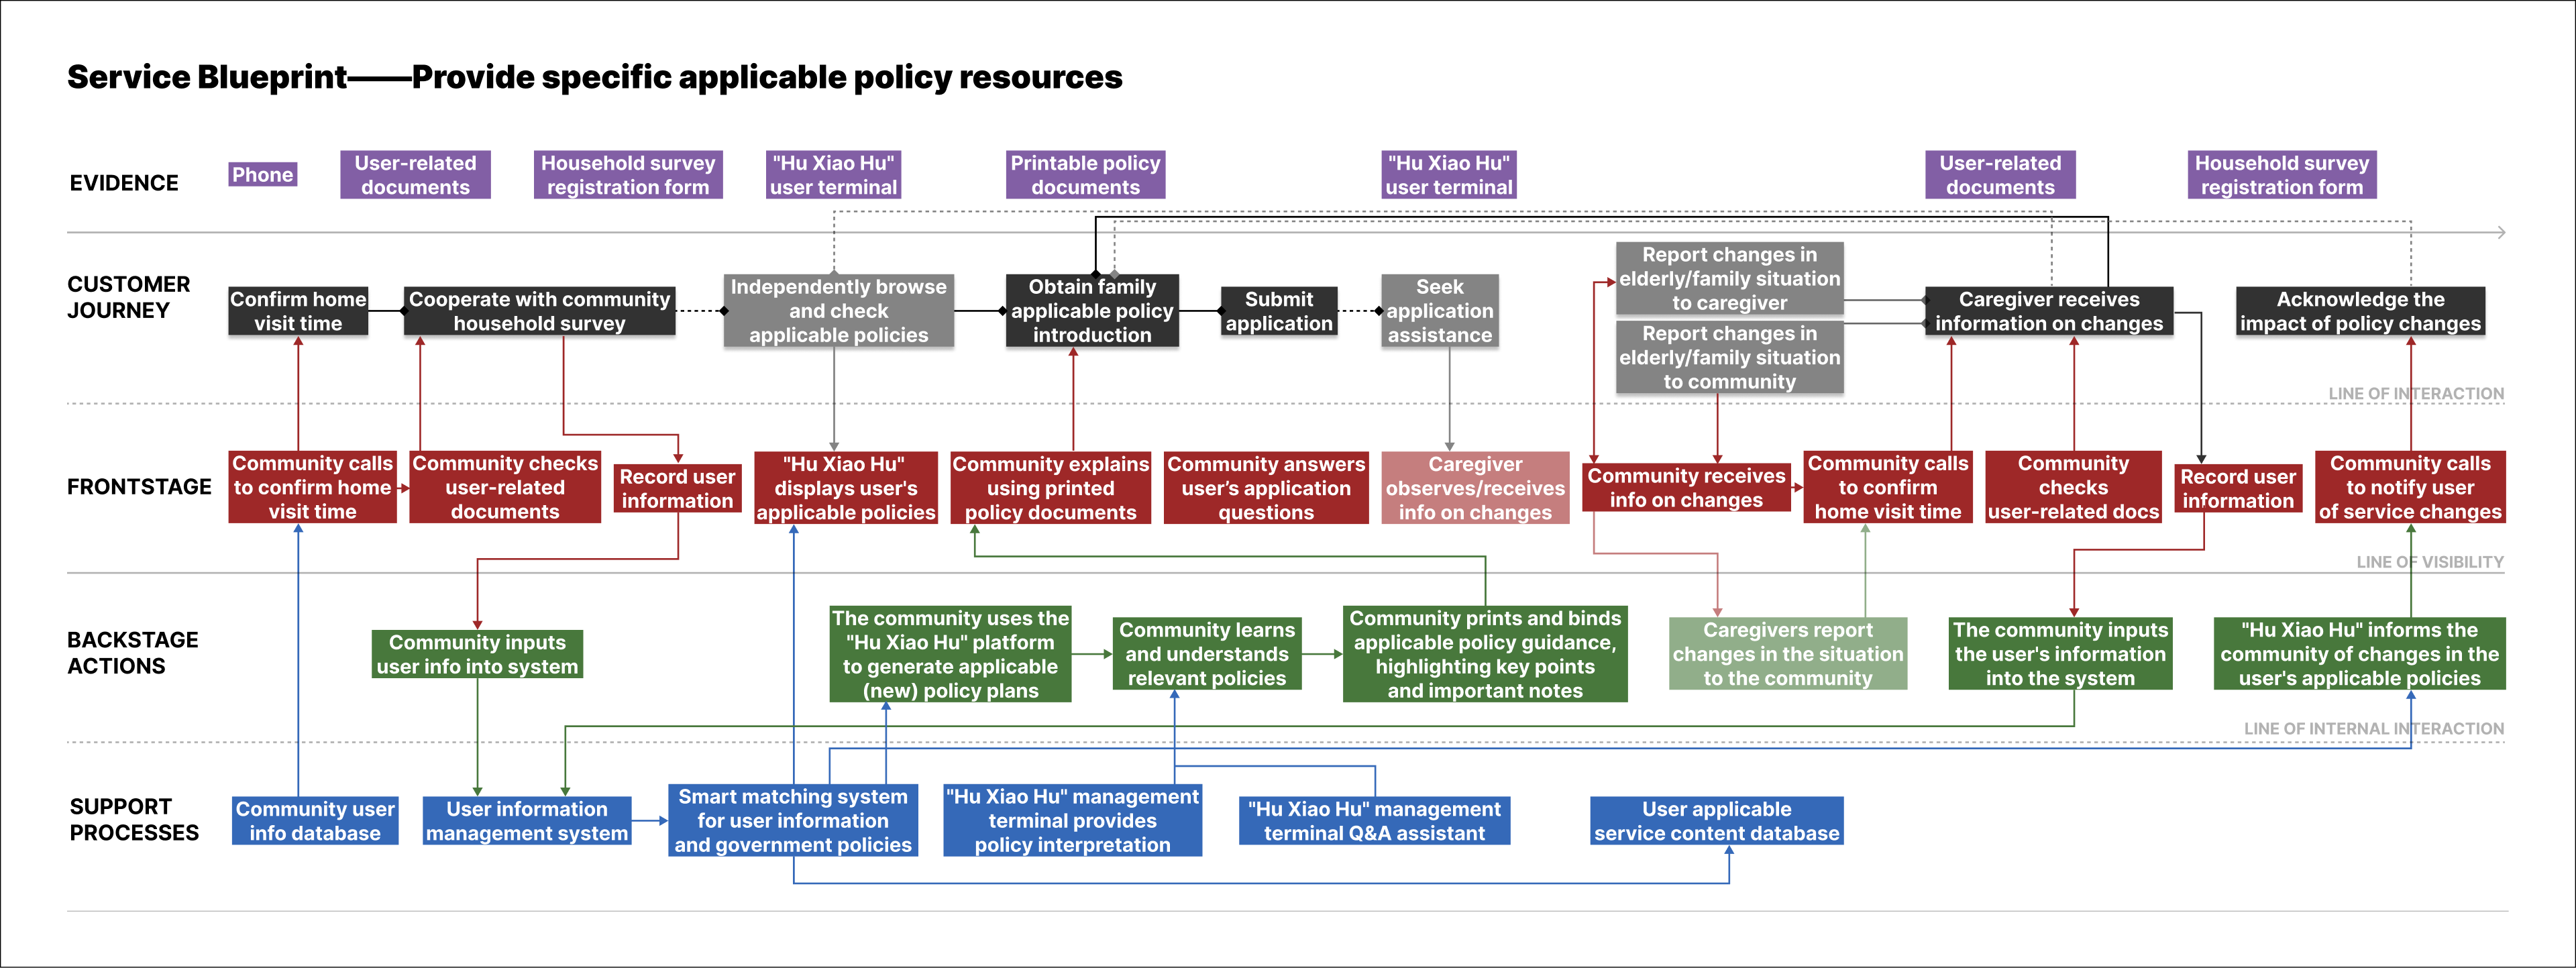 Service Blueprint——Provide specific applicable policy resources
EVIDENCE
Phone
User-related
documents
Household survey
registration form
"Hu Xiao Hu"
user terminal
Printable policy
documents
"Hu Xiao Hu"
user terminal
User-related
documents
Household survey
registration form
CUSTOMER
JOURNEY
Confirm home
visit time
Cooperate with community
household survey
Independently browse
and check
applicable policies
Obtain family
applicable policy
introduction
Submit
application
Seek
application
assistance
Report changes in
elderly/family situation
to caregiver
Report changes in
elderly/family situation
to community
Caregiver receives
information on changes
Acknowledge the
impact of policy changes
LINE OF INTERACTION
FRONTSTAGE
Community calls
to confirm home
visit time
Community checks
user-related
documents
Record user
information
"Hu Xiao Hu"
displays user's
applicable policies
Community explains
using printed
policy documents
Community answers
user’s application
questions
Caregiver
observes/receives
info on changes
Community receives
info on changes
Community calls
to confirm
home visit time
Community
checks
user-related docs
Record user
information
Community calls
to notify user
of service changes
LINE OF VISIBILITY
BACKSTAGE
ACTIONS
Community inputs
user info into system
The community uses the
"Hu Xiao Hu" platform
to generate applicable
(new) policy plans
Community learns
and understands
relevant policies
Community prints and binds
applicable policy guidance,
highlighting key points
and important notes
Caregivers report
changes in the situation
to the community
The community inputs
the user's information
into the system
"Hu Xiao Hu" informs the
community of changes in the
user's applicable policies
LINE OF INTERNAL INTERACTION
SUPPORT
PROCESSES
Community user
info database
User information
management system
Smart matching system
for user information
and government policies
"Hu Xiao Hu" management
terminal provides
policy interpretation
"Hu Xiao Hu" management
terminal Q&A assistant
User applicable
service content database